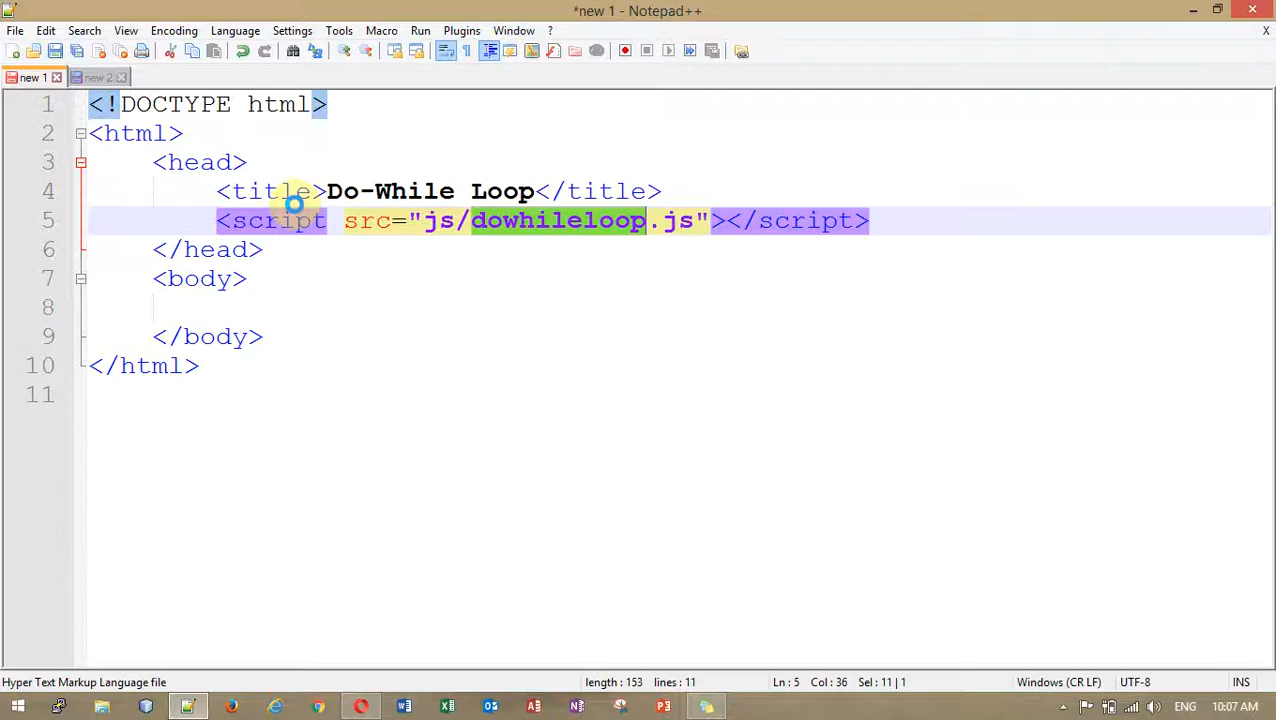 *new 1 - Notepad++
File Edit Search View Encoding Language Settings Tools Macro Run Plugins Window ?
X
new 1 new 2
1 <!DOCTYPE html>
2 <html>
3 <head>
4 <title>Do-While Loop</title>
5 <script src="js/dowhileloop.js"></script>
6 </head>
7 <body>
8
9 </body>
10 </html>
11
Hyper Text Markup Language file length : 153 lines : 11 Ln : 5 Col : 36 Sel : 11 | 1 Windows (CR LF) UTF-8 INS
ENG 10:07 AM